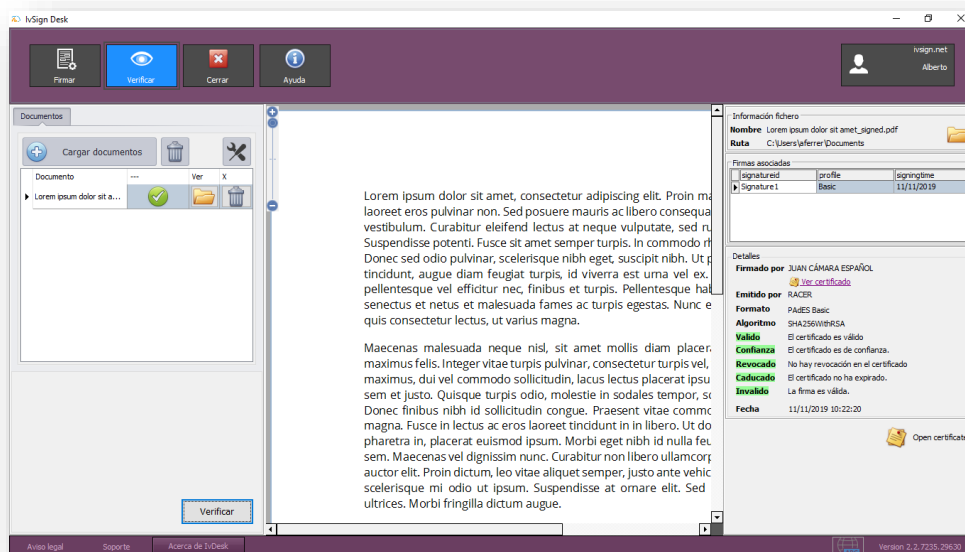 IvSign Desk
Firmar
Verificar
Cerrar
Ayuda
ivsign.net
Alberto
Documentos
Cargar documentos
Documento --- Ver X
Lorem ipsum dolor sit a...
Verificar
Lorem ipsum dolor sit amet, consectetur adipiscing elit. Proin ma
laoreet eros pulvinar non. Sed posuere mauris ac libero consequa
vestibulum. Curabitur eleifend lectus at neque vulputate, sed ru
Suspendisse potenti. Fusce sit amet semper turpis. In commodo rh
Donec sed odio pulvinar, scelerisque nibh eget, suscipit nibh. Ut p
tincidunt, augue diam feugiat turpis, id viverra est urna vel ex.
pellentesque vel efficitur nec, finibus et turpis. Pellentesque hab
senectus et netus et malesuada fames ac turpis egestas. Nunc e
quis consectetur lectus, ut varius magna.
Maecenas malesuada neque nisl, sit amet mollis diam placera
maximus felis. Integer vitae turpis pulvinar, consectetur turpis vel,
maximus, dui vel commodo sollicitudin, lacus lectus placerat ipsu
sem et justo. Quisque turpis odio, molestie in sodales tempor, so
Donec finibus nibh id sollicitudin congue. Praesent vitae commo
magna. Fusce in lectus ac eros laoreet tincidunt in in libero. Ut do
pharetra in, placerat euismod ipsum. Morbi eget nibh id nulla feu
sem. Maecenas vel dignissim nunc. Curabitur non libero ullamcorp
auctor elit. Proin dictum, leo vitae aliquet semper, justo ante vehic
scelerisque mi odio ut ipsum. Suspendisse at ornare elit. Sed
ultrices. Morbi fringilla dictum augue.
Información fichero
Nombre Lorem ipsum dolor sit amet_signed.pdf
Ruta C:\Users\aferrer\Documents
Firmas asociadas
signatureid profile signingtime
Signature1 Basic 11/11/2019
Detalles
Firmado por JUAN CÁMARA ESPAÑOL
Ver certificado
Emitido por RACER
Formato PAdES Basic
Algoritmo SHA256WithRSA
Valido El certificado es válido
Confianza El certificado es de confianza.
Revocado No hay revocación en el certificado
Caducado El certificado no ha expirado.
Invalido La firma es válida.
Fecha 11/11/2019 10:22:20
Open certificate
Aviso legal Soporte Acerca de IvDesk Version 2.2.7235.29630